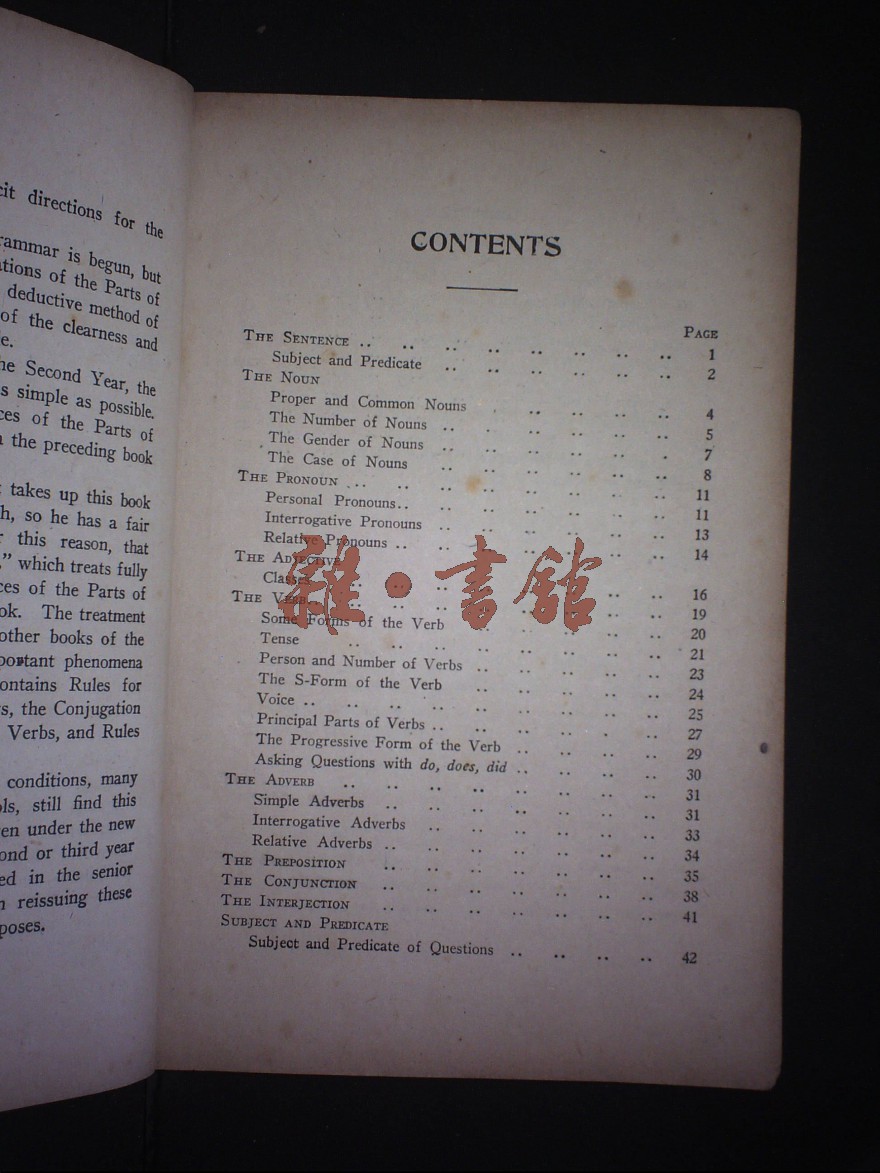 cit directions for the
rammar is begun, but
tions of the Parts of
deductive method of
of the clearness and
e.
he Second Year, the
s simple as possible.
ces of the Parts of
the preceding book
takes up this book
h, so he has a fair
this reason, that
," which treats fully
ces of the Parts of
ok. The treatment
other books of the
portant phenomena
ontains Rules for
s, the Conjugation
Verbs, and Rules
conditions, many
ols, still find this
en under the new
ond or third year
ed in the senior
n reissuing these
poses.
CONTENTS
PAGE
THE SENTENCE .. .. .. .. .. .. .. .. 1
Subject and Predicate .. .. .. .. .. .. 2
THE NOUN
Proper and Common Nouns .. .. .. .. 4
The Number of Nouns .. .. .. .. .. .. 5
The Gender of Nouns .. .. .. .. .. .. 7
The Case of Nouns .. .. .. .. .. .. 8
THE PRONOUN .. .. .. .. .. .. .. .. 11
Personal Pronouns .. .. .. .. .. .. .. 11
Interrogative Pronouns .. .. .. .. .. .. 13
Relative Pronouns .. .. .. .. .. .. .. 14
THE ADJECTIVE
Classes .. .. .. .. .. .. .. .. 16
THE VERB .. .. .. .. .. .. .. .. 19
Some Forms of the Verb .. .. .. .. .. 20
Tense .. .. .. .. .. .. .. .. 21
Person and Number of Verbs .. .. .. .. .. 23
The S-Form of the Verb .. .. .. .. .. 24
Voice .. .. .. .. .. .. .. .. .. 25
Principal Parts of Verbs .. .. .. .. .. .. 27
The Progressive Form of the Verb .. .. .. .. 29
Asking Questions with do, does, did .. .. .. .. 30
THE ADVERB .. .. .. .. .. .. .. .. 31
Simple Adverbs .. .. .. .. .. .. .. 31
Interrogative Adverbs .. .. .. .. .. .. 33
Relative Adverbs .. .. .. .. .. .. .. 34
THE PREPOSITION .. .. .. .. .. .. .. 35
THE CONJUNCTION .. .. .. .. .. .. .. 38
THE INTERJECTION .. .. .. .. .. .. .. 41
SUBJECT AND PREDICATE
Subject and Predicate of Questions .. .. .. .. 42
雜·書館